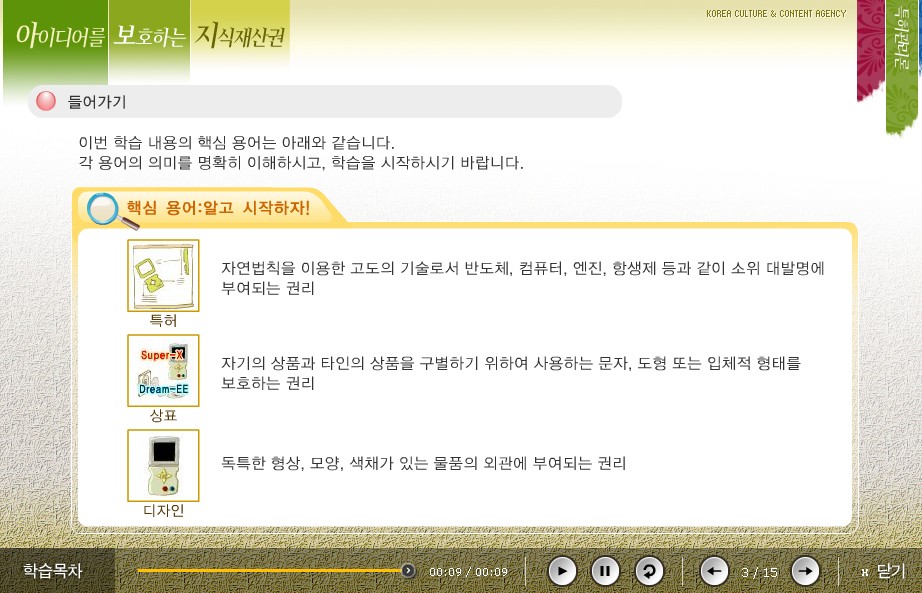 아이디어를 보호하는 지식재산권
KOREA CULTURE & CONTENT AGENCY
특허관리론
들어가기
이번 학습 내용의 핵심 용어는 아래와 같습니다.
각 용어의 의미를 명확히 이해하시고, 학습을 시작하시기 바랍니다.
핵심 용어:알고 시작하자!
자연법칙을 이용한 고도의 기술로서 반도체, 컴퓨터, 엔진, 항생제 등과 같이 소위 대발명에
부여되는 권리
특허
Super-X
Dream-EE
자기의 상품과 타인의 상품을 구별하기 위하여 사용하는 문자, 도형 또는 입체적 형태를
보호하는 권리
상표
독특한 형상, 모양, 색채가 있는 물품의 외관에 부여되는 권리
디자인
학습목차
00:09 / 00:09
3 / 15
x 닫기